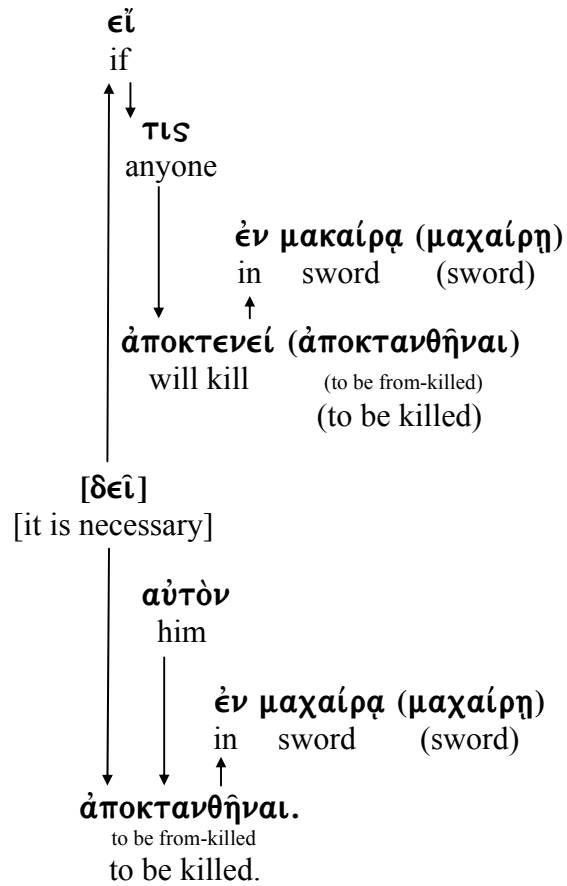 εἴ
if
τις
anyone
ἐν μακαίρᾳ (μαχαίρῃ)
in sword (sword)
ἀποκτενεί (ἀποκτανθῆναι)
will kill (to be from-killed)
(to be killed)
[δεῖ]
[it is necessary]
αὐτὸν
him
ἐν μαχαίρᾳ (μαχαίρῃ)
in sword (sword)
ἀποκτανθῆναι.
to be from-killed
to be killed.